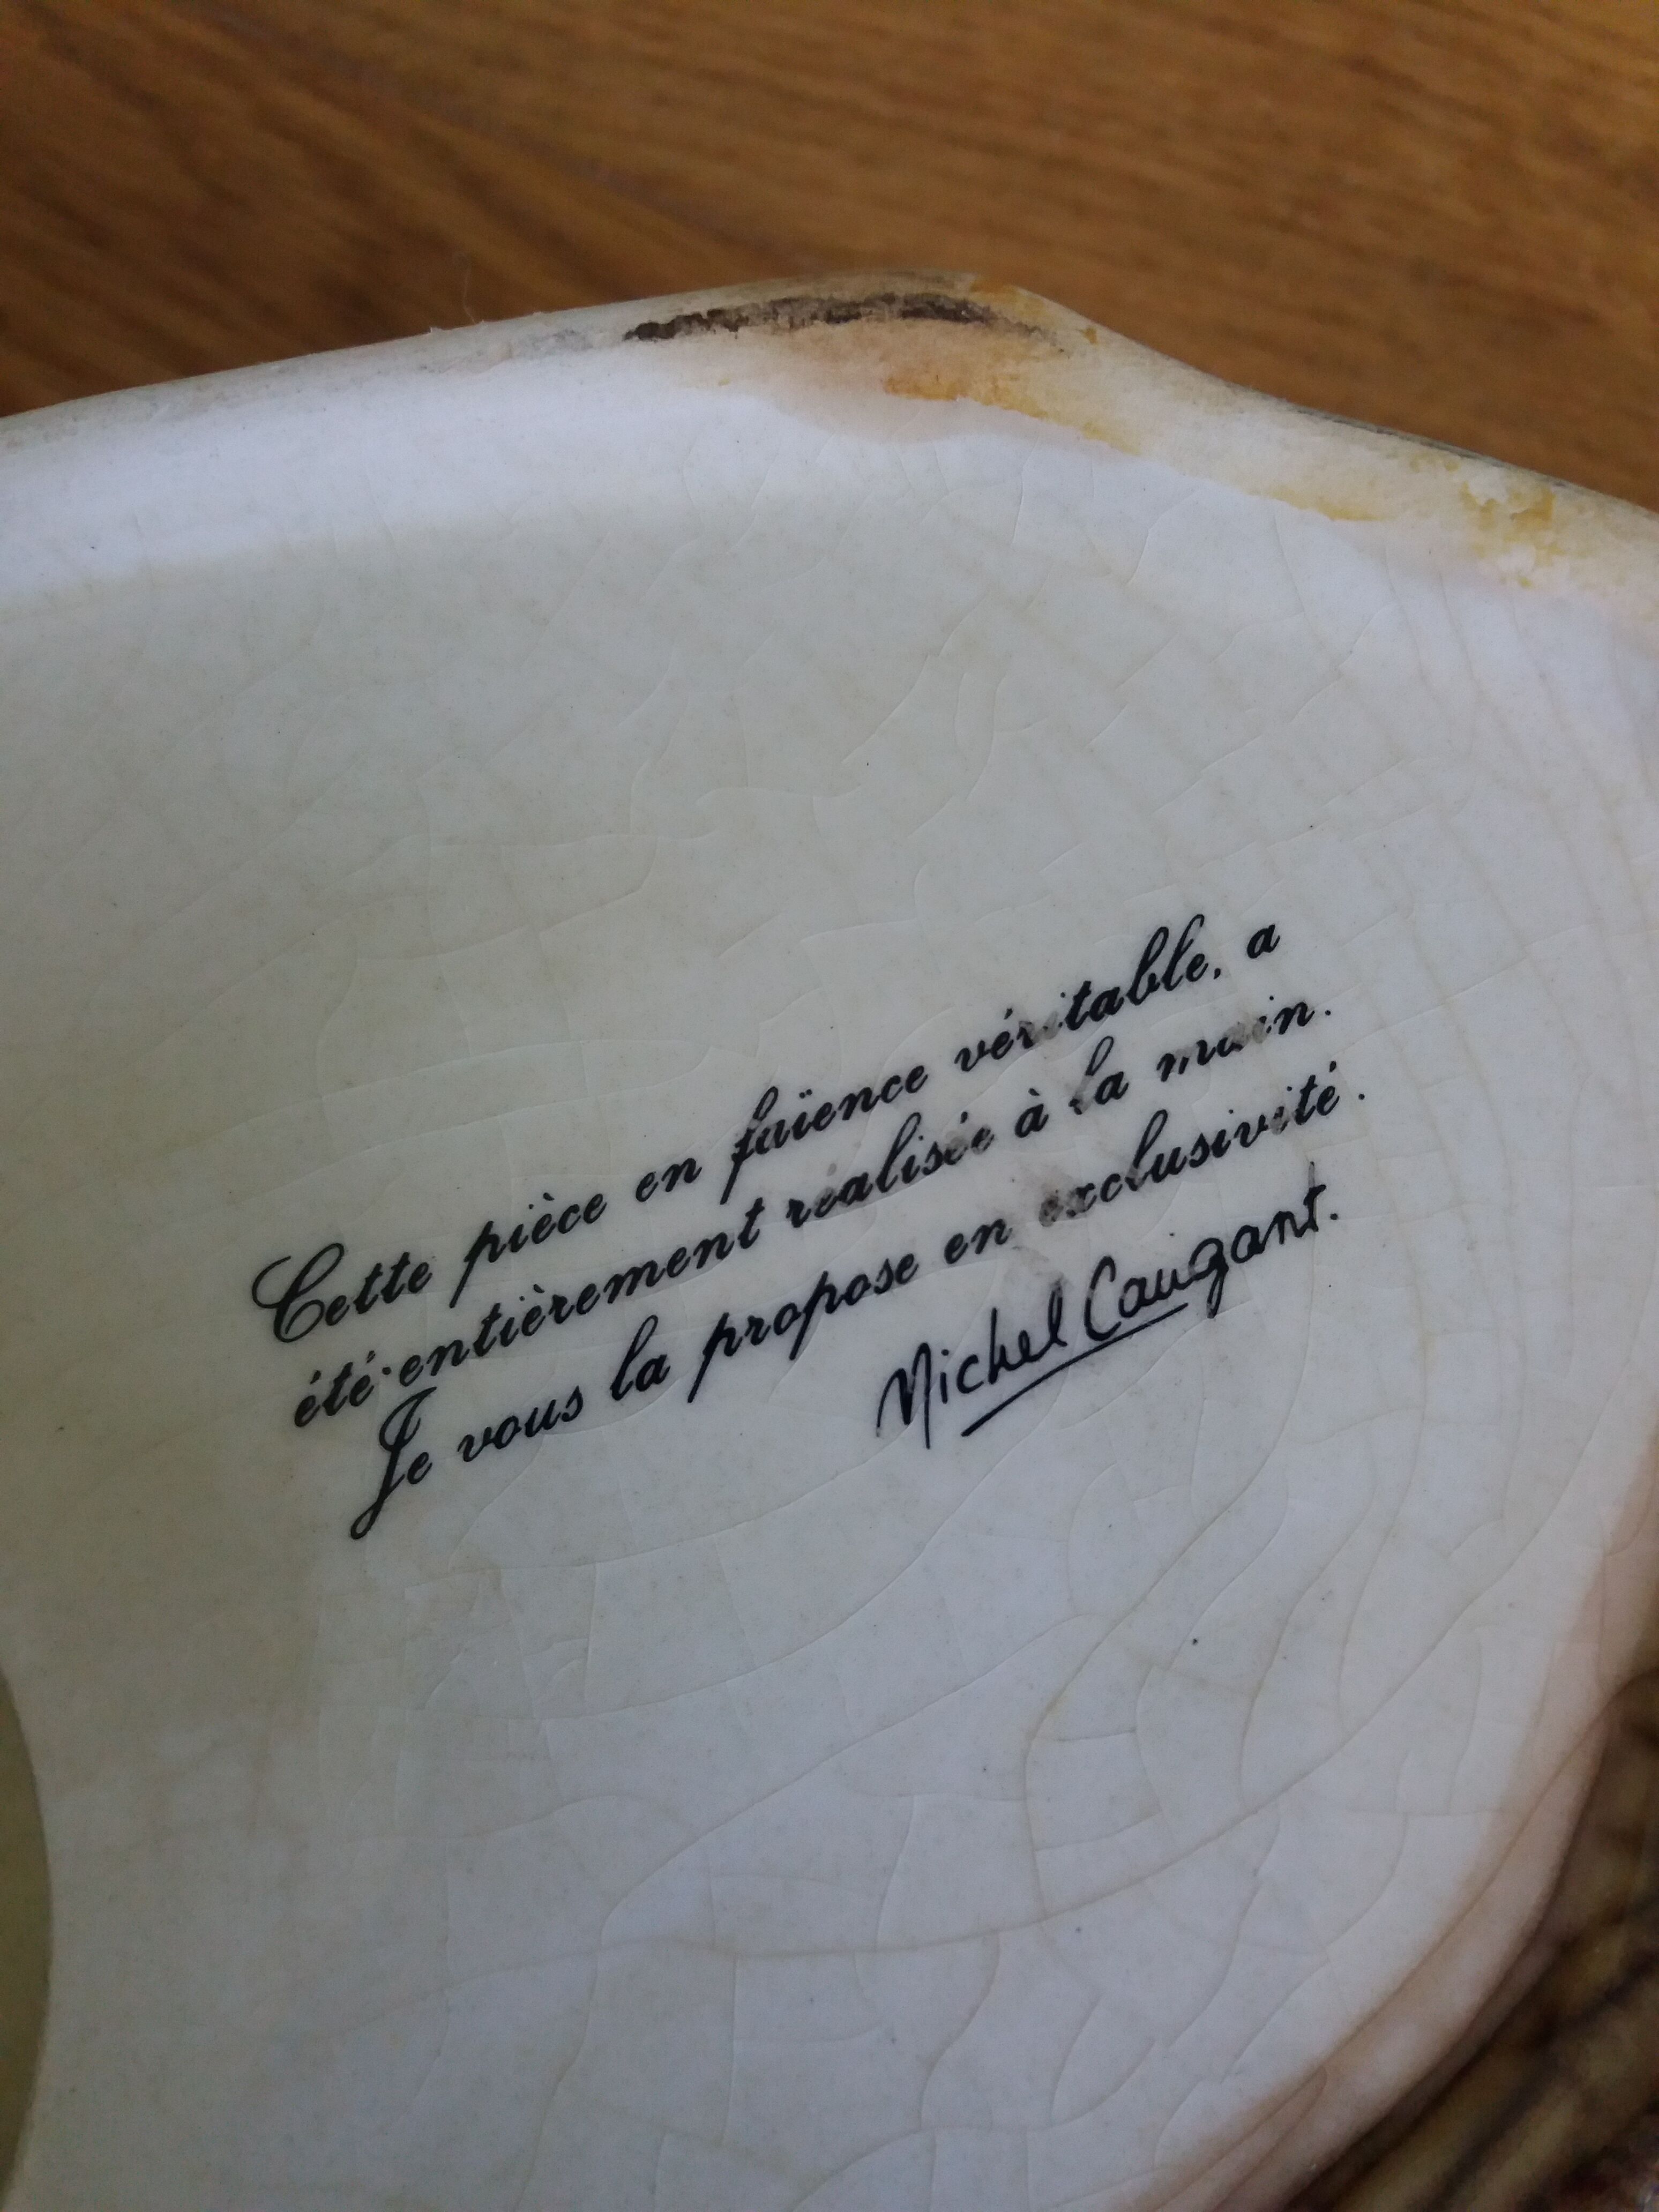 Cette pièce en faïence véritable, a
été entièrement réalisée à la main.
Je vous la propose en exclusivité.
Michel Caugant.